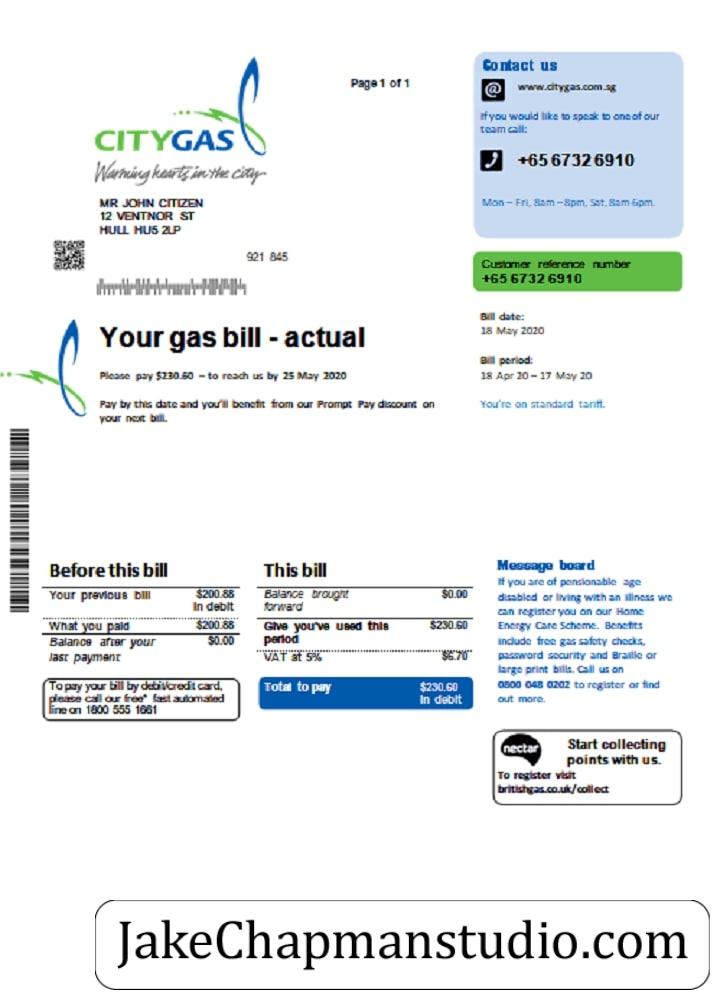 Page 1 of 1
CITYGAS
Warming hearts in the city
MR JOHN CITIZEN
12 VENTNOR ST
HULL HU5 2LP
921 845
Contact us
@
www.citygas.com.sg
If you would like to speak to one of our
team call:
+65 6732 6910
Mon – Fri, 8am – 8pm, Sat, 8am 6pm.
Customer reference number
+65 6732 6910
Your gas bill - actual
Please pay $230.60 – to reach us by 25 May 2020
Pay by this date and you'll benefit from our Prompt Pay discount on
your next bill.
Bill date:
18 May 2020
Bill period:
18 Apr 20 – 17 May 20
You're on standard tariff.
Before this bill
Your previous bill $200.88
In debit
What you paid $200.88
Balance after your $0.00
last payment
To pay your bill by debit/credit card,
please call our free* fast automated
line on 1800 555 1661
This bill
Balance brought $0.00
forward
Give you've used this $230.60
period
VAT at 5% $6.70
Total to pay $230.60
In debit
Message board
If you are of pensionable age
disabled or living with an illness we
can register you on our Home
Energy Care Scheme. Benefits
include free gas safety checks,
password security and Braille or
large print bills. Call us on
0800 048 0202 to register or find
out more.
nectar
Start collecting
points with us.
To register visit
britishgas.co.uk/collect
JakeChapmanstudio.com